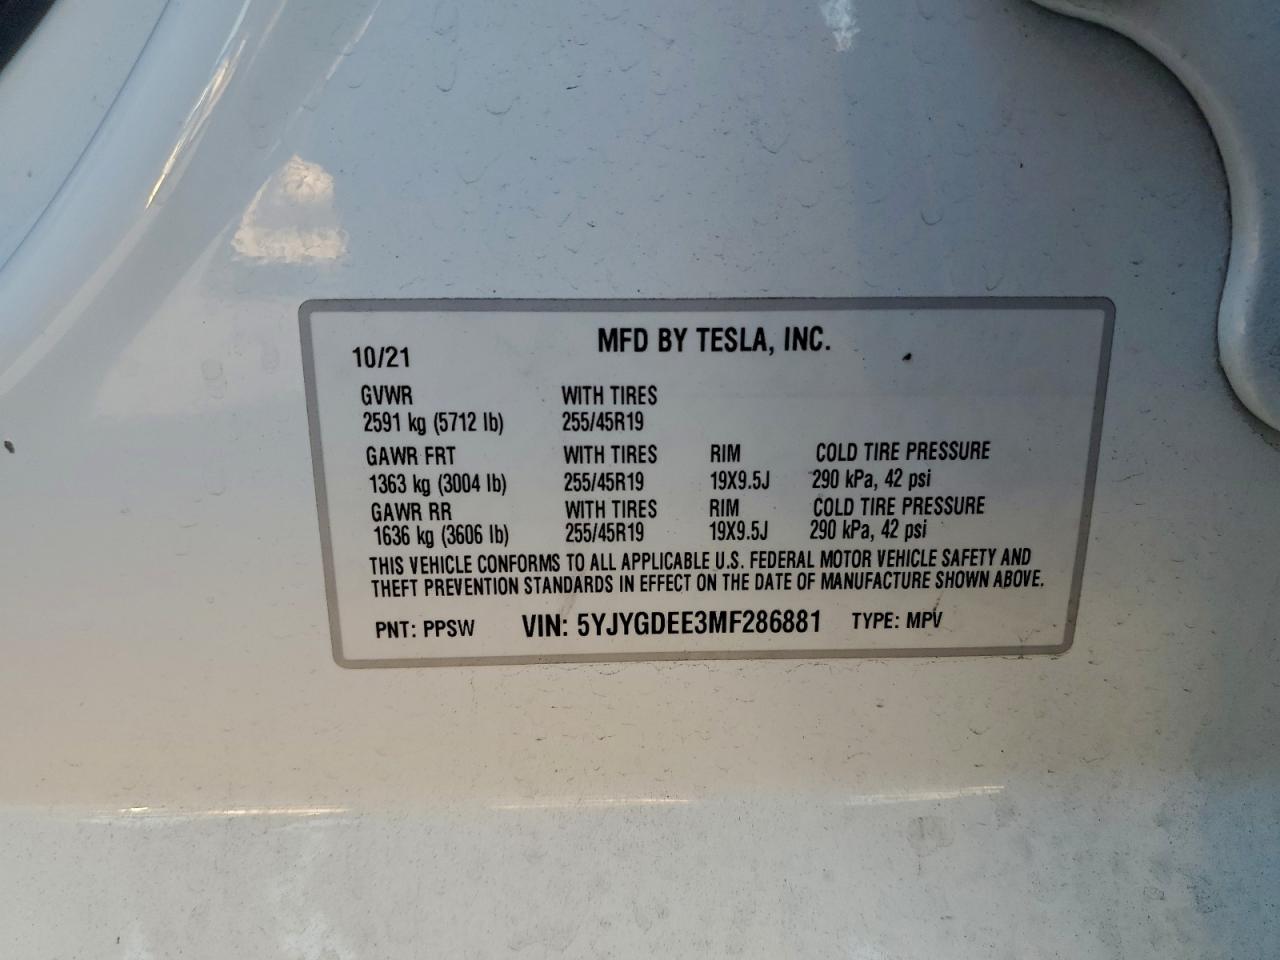 MFD BY TESLA, INC.
10/21
GVWR WITH TIRES
2591 kg (5712 lb) 255/45R19
GAWR FRT WITH TIRES RIM COLD TIRE PRESSURE
1363 kg (3004 lb) 255/45R19 19X9.5J 290 kPa, 42 psi
GAWR RR WITH TIRES RIM COLD TIRE PRESSURE
1636 kg (3606 lb) 255/45R19 19X9.5J 290 kPa, 42 psi
THIS VEHICLE CONFORMS TO ALL APPLICABLE U.S. FEDERAL MOTOR VEHICLE SAFETY AND
THEFT PREVENTION STANDARDS IN EFFECT ON THE DATE OF MANUFACTURE SHOWN ABOVE.
PNT: PPSW VIN: 5YJYGDEE3MF286881 TYPE: MPV